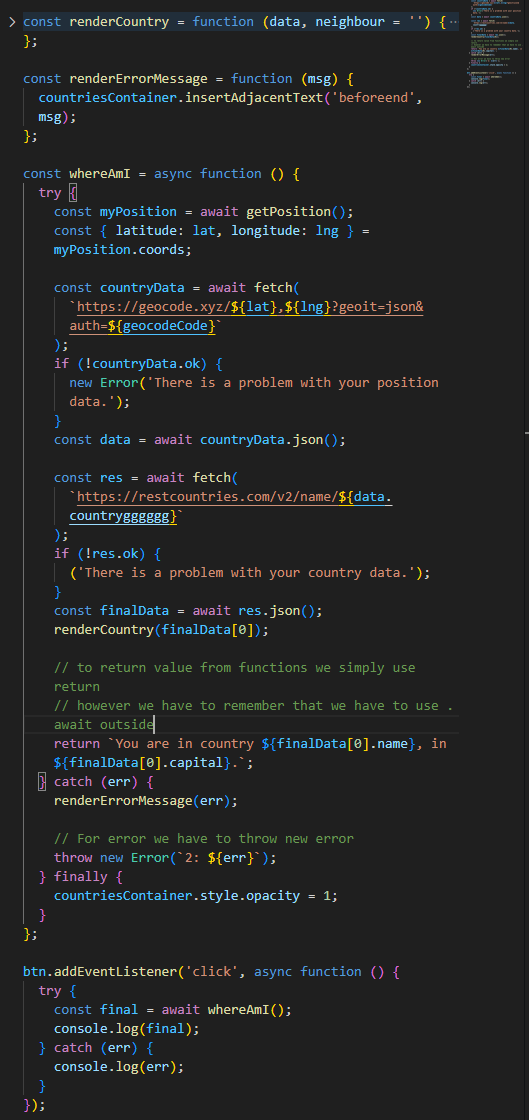 const renderCountry = function (data, neighbour = '') {···
};
const renderErrorMessage = function (msg) {
countriesContainer.insertAdjacentText('beforeend',
msg);
};
const whereAmI = async function () {
try {
const myPosition = await getPosition();
const { latitude: lat, longitude: lng } =
myPosition.coords;
const countryData = await fetch(
`https://geocode.xyz/${lat},${lng}?geoit=json&
auth=${geocodeCode}`
);
if (!countryData.ok) {
new Error('There is a problem with your position
data.');
}
const data = await countryData.json();
const res = await fetch(
`https://restcountries.com/v2/name/${data.
countrygggggg}`
);
if (!res.ok) {
('There is a problem with your country data.');
}
const finalData = await res.json();
renderCountry(finalData[0]);
// to return value from functions we simply use
return
// however we have to remember that we have to use .
await outside
return `You are in country ${finalData[0].name}, in
${finalData[0].capital}.`;
} catch (err) {
renderErrorMessage(err);
// For error we have to throw new error
throw new Error(`2: ${err}`);
} finally {
countriesContainer.style.opacity = 1;
}
};
btn.addEventListener('click', async function () {
try {
const final = await whereAmI();
console.log(final);
} catch (err) {
console.log(err);
}
});